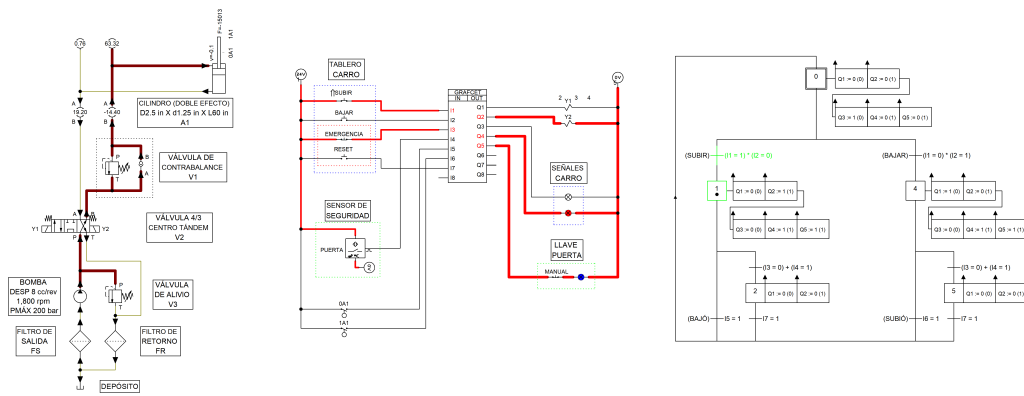 0.76
63.32
v=-0.1
F=-15013
1A1
0A1
A
A
19.20
-14.40
B
B
CILINDRO (DOBLE EFECTO)
D2.5 in X d1.25 in X L60 in
A1
P
T
B
A
VÁLVULA DE
CONTRABALANCE
V1
A
B
Y1
Y2
P
T
VÁLVULA 4/3
CENTRO TÁNDEM
V2
BOMBA
DESP 8 cc/rev
1,800 rpm
PMÁX 200 bar
P
T
VÁLVULA
DE ALIVIO
V3
FILTRO DE
SALIDA
FS
FILTRO DE
RETORNO
FR
DEPÓSITO
TABLERO
CARRO
24V
0V
SUBIR
BAJAR
EMERGENCIA
RESET
GRAFCET
IN
OUT
I1
I2
I3
I4
I5
I6
I7
I8
Q1
Q2
Q3
Q4
Q5
Q6
Q7
Q8
2
3
4
Y1
Y2
SEÑALES
CARRO
SENSOR DE
SEGURIDAD
PUERTA
2
LLAVE
PUERTA
MANUAL
0A1
1A1
0
Q1 := 0 (0)
Q2 := 0 (1)
Q3 := 1 (0)
Q4 := 0 (1)
Q5 := 0 (1)
(SUBIR)
(I1 = 1) * (I2 = 0)
(BAJAR)
(I1 = 0) * (I2 = 1)
1
Q1 := 0 (0)
Q2 := 1 (1)
Q3 := 0 (0)
Q4 := 1 (1)
Q5 := 1 (1)
4
Q1 := 1 (0)
Q2 := 0 (1)
Q3 := 0 (0)
Q4 := 1 (1)
Q5 := 1 (1)
(I3 = 0) + (I4 = 1)
(I3 = 0) + (I4 = 1)
2
Q1 := 0 (0)
Q2 := 0 (1)
5
Q1 := 0 (0)
Q2 := 0 (1)
(BAJÓ)
I5 = 1
I7 = 1
(SUBIÓ)
I6 = 1
I7 = 1